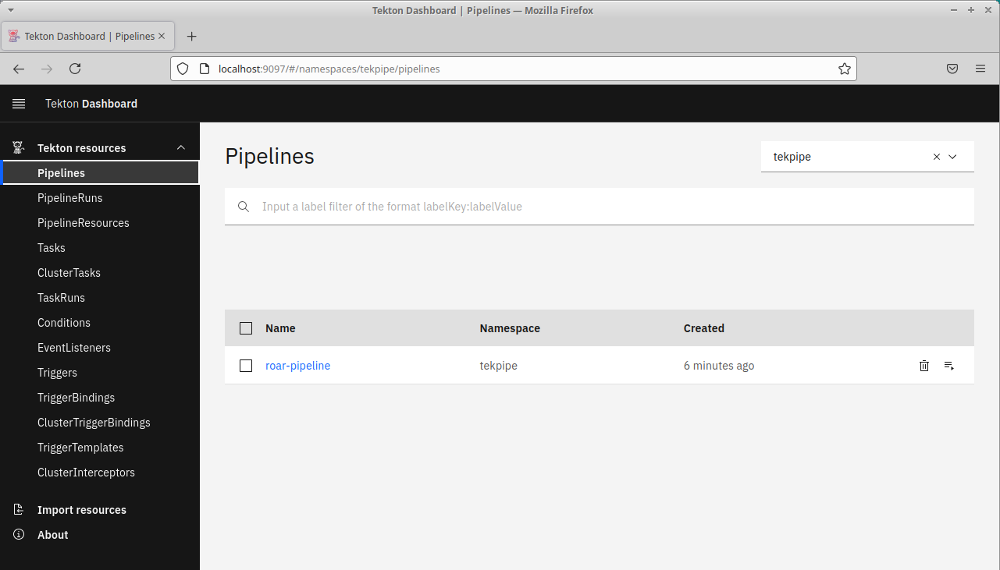 Tekton Dashboard | Pipelines — Mozilla Firefox
Tekton Dashboard | Pipelines
localhost:9097/#/namespaces/tekpipe/pipelines
Tekton Dashboard
Tekton resources
Pipelines
PipelineRuns
PipelineResources
Tasks
ClusterTasks
TaskRuns
Conditions
EventListeners
Triggers
TriggerBindings
ClusterTriggerBindings
TriggerTemplates
ClusterInterceptors
Import resources
About
Pipelines
tekpipe
Input a label filter of the format labelKey:labelValue
Name Namespace Created
roar-pipeline tekpipe 6 minutes ago